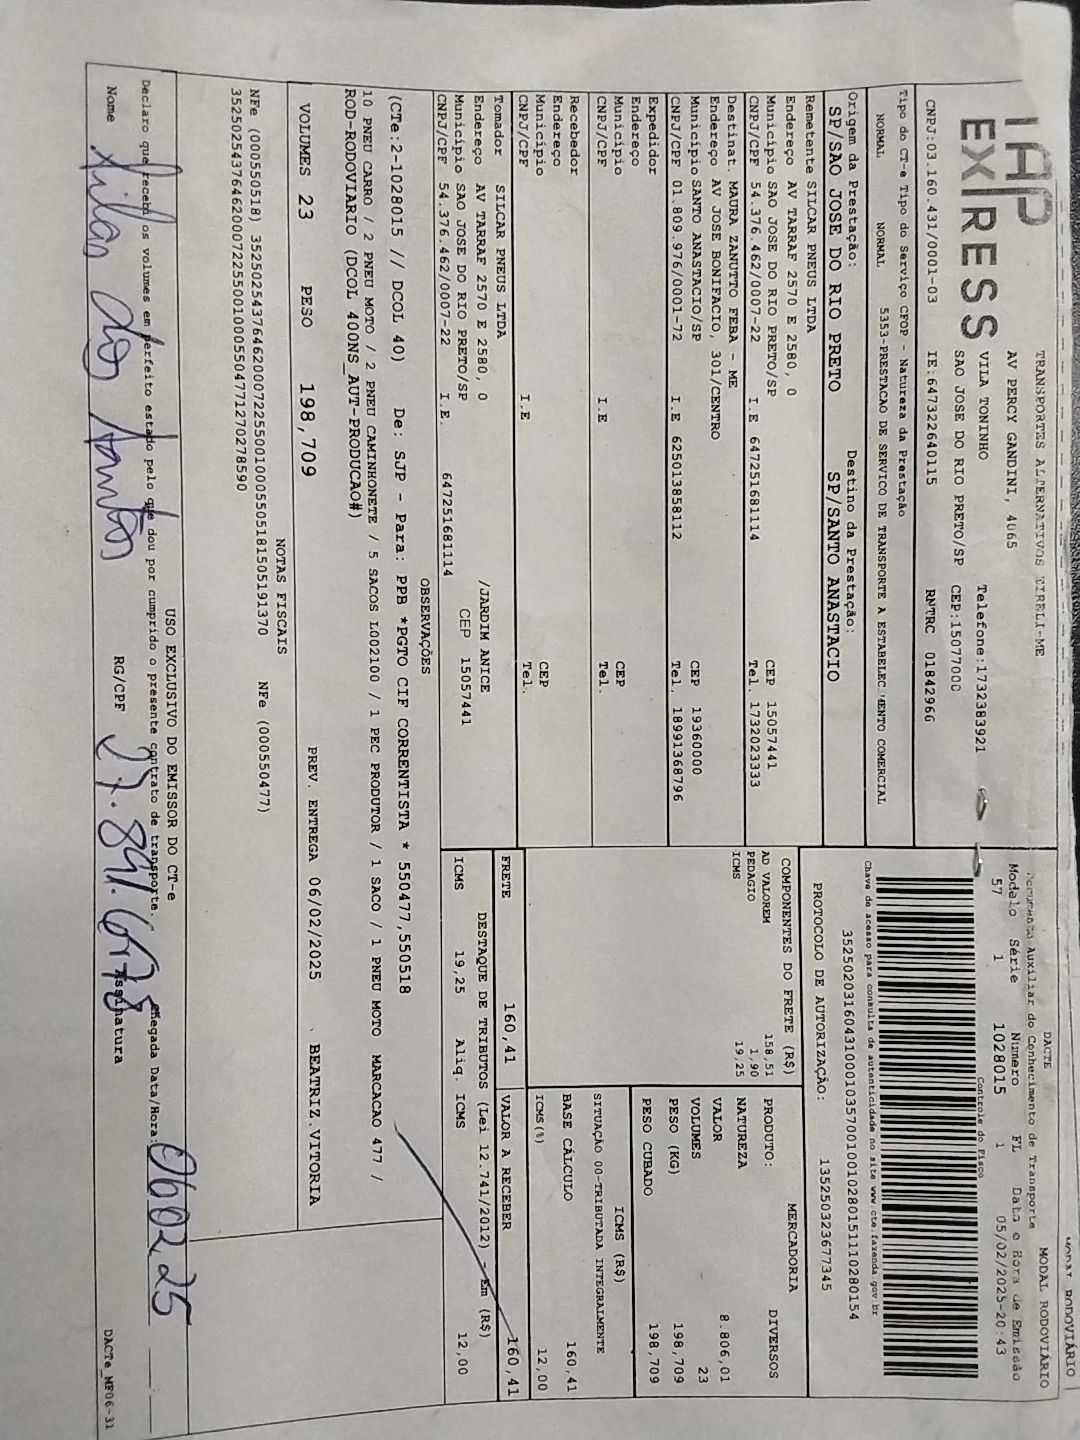 MODAL RODOVIÁRIO
IAP
EXPRESS
TRANSPORTES ALTERNATIVOS TIRELI-ME
AV PERCY GANDINI, 4065
VILA TONINHO Telefone:1732383921
SAO JOSE DO RIO PRETO/SP CEP:15077000
CNPJ:03.160.431/0001-03 IE:647322640115 RNTRC 01842966
Tipo do CT-e Tipo do Serviço CFOP - Natureza da Prestação
NORMAL NORMAL 5353-PRESTACAO DE SERVICO DE TRANSPORTE A ESTABELECIMENTO COMERCIAL
Origem da Prestação: Destino da Prestação:
SP/SAO JOSE DO RIO PRETO SP/SANTO ANASTACIO
DACTE MODAL RODOVIÁRIO
Documento Auxiliar do Conhecimento de Transporte
Modelo Série Número FL Data e Hora de Emissão
57 1 1028015 1 05/02/2025-20:43
Controle do Fisco
Chave de acesso para consulta de autenticidade no site www.cte.fazenda.gov.br
35250203160431000103570010010280151110280154
PROTOCOLO DE AUTORIZAÇÃO: 135250323677345
Remetente SILCAR PNEUS LTDA
Endereço AV TARRAF 2570 E 2580, 0
Município SAO JOSE DO RIO PRETO/SP CEP 15057441
CNPJ/CPF 54.376.462/0007-22 I.E 647251681114 Tel. 1732023333
Destinat. MAURA ZANUTTO FEBA - ME
Endereço AV JOSE BONIFACIO, 301/CENTRO
Município SANTO ANASTACIO/SP CEP 19360000
CNPJ/CPF 01.809.976/0001-72 I.E 625013858112 Tel. 18991368796
Expedidor
Endereço
Município CEP
CNPJ/CPF I.E Tel.
Recebedor
Endereço
Município CEP
CNPJ/CPF I.E Tel.
Tomador SILCAR PNEUS LTDA
Endereço AV TARRAF 2570 E 2580, 0 /JARDIM ANICE
Município SAO JOSE DO RIO PRETO/SP CEP 15057441
CNPJ/CPF 54.376.462/0007-22 I.E. 647251681114
COMPONENTES DO FRETE (R$)
AD VALOREM 158,51
PEDAGIO 1,90
ICMS 19,25
MERCADORIA
PRODUTO: DIVERSOS
NATUREZA
VALOR 8.806,01
VOLUMES 23
PESO (KG) 198,709
PESO CUBADO 198,709
ICMS (R$)
SITUAÇÃO 00-TRIBUTADA INTEGRALMENTE
BASE CÁLCULO 160,41
ICMS(%) 12,00
FRETE 160,41 VALOR A RECEBER 160,41
DESTAQUE DE TRIBUTOS (Lei 12.741/2012) - Em (R$)
ICMS 19,25 Aliq. ICMS 12,00
OBSERVAÇÕES
(CTe:2-1028015 // DCOL 40) De: SJP - Para: PPB *PGTO CIF CORRENTISTA * 550477,550518
10 PNEU CARRO / 2 PNEU MOTO / 2 PNEU CAMINHONETE / 5 SACOS L002100 / 1 PEC PRODUTOR / 1 SACO / 1 PNEU MOTO MARCACAO 477 /
ROD-RODOVIARIO (DCOL 400NS_AUT-PRODUCAO#)
VOLUMES 23 PESO 198,709 PREV. ENTREGA 06/02/2025 BEATRIZ.VITORIA
NOTAS FISCAIS
NFe (000550518) 35250254376462000722550010005505181505191370 NFe (000550477)
35250254376462000722550010005504771270278590
USO EXCLUSIVO DO EMISSOR DO CT-e
Declaro que recebi os volumes em perfeito estado pelo que dou por cumprido o presente contrato de transporte. Chegada Data/Hora: 06 02 25
Nome dos Santos RG/CPF Assinatura
DACTe_MF06-31